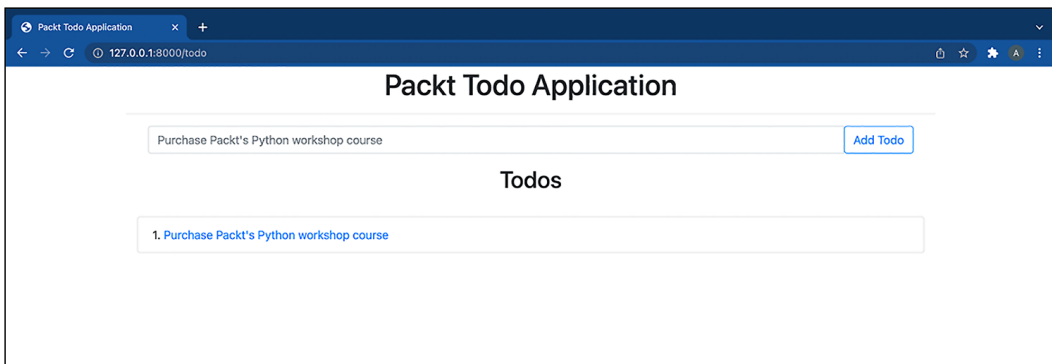 Packt Todo Application
127.0.0.1:8000/todo
A
Packt Todo Application
Purchase Packt's Python workshop course
Add Todo
Todos
1. Purchase Packt's Python workshop course